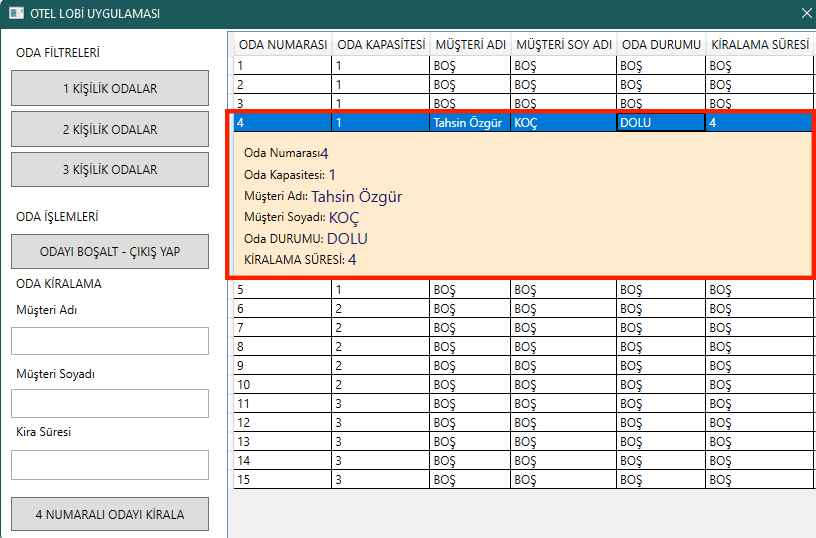 OTEL LOBİ UYGULAMASI
ODA FİLTRELERİ
1 KİŞİLİK ODALAR
2 KİŞİLİK ODALAR
3 KİŞİLİK ODALAR
ODA İŞLEMLERİ
ODAYI BOŞALT - ÇIKIŞ YAP
ODA KİRALAMA
Müşteri Adı
Müşteri Soyadı
Kira Süresi
4 NUMARALI ODAYI KİRALA
ODA NUMARASI ODA KAPASİTESİ MÜŞTERİ ADI MÜŞTERİ SOY ADI ODA DURUMU KİRALAMA SÜRESİ
1 1 BOŞ BOŞ BOŞ BOŞ
2 1 BOŞ BOŞ BOŞ BOŞ
3 1 BOŞ BOŞ BOŞ BOŞ
4 1 Tahsin Özgür KOÇ DOLU 4
Oda Numarası4
Oda Kapasitesi: 1
Müşteri Adı: Tahsin Özgür
Müşteri Soyadı: KOÇ
Oda DURUMU: DOLU
KİRALAMA SÜRESİ: 4
5 1 BOŞ BOŞ BOŞ BOŞ
6 2 BOŞ BOŞ BOŞ BOŞ
7 2 BOŞ BOŞ BOŞ BOŞ
8 2 BOŞ BOŞ BOŞ BOŞ
9 2 BOŞ BOŞ BOŞ BOŞ
10 2 BOŞ BOŞ BOŞ BOŞ
11 3 BOŞ BOŞ BOŞ BOŞ
12 3 BOŞ BOŞ BOŞ BOŞ
13 3 BOŞ BOŞ BOŞ BOŞ
14 3 BOŞ BOŞ BOŞ BOŞ
15 3 BOŞ BOŞ BOŞ BOŞ